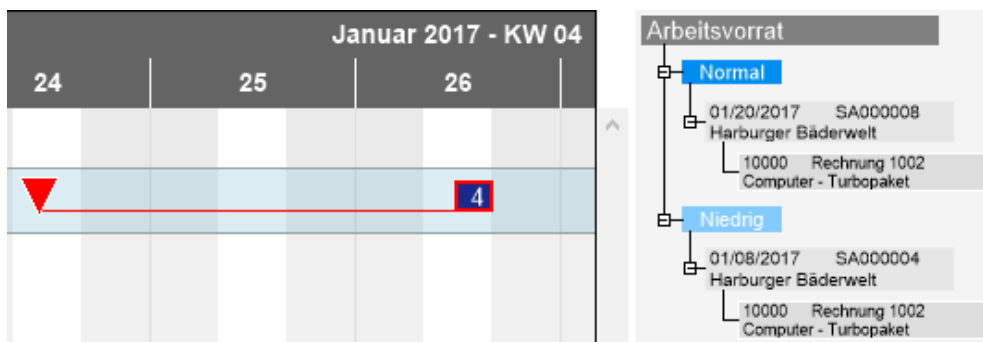 Januar 2017 - KW 04
24 25 26
4
Arbeitsvorrat
Normal
01/20/2017 SA000008
Harburger Bäderwelt
10000 Rechnung 1002
Computer - Turbopaket
Niedrig
01/08/2017 SA000004
Harburger Bäderwelt
10000 Rechnung 1002
Computer - Turbopaket